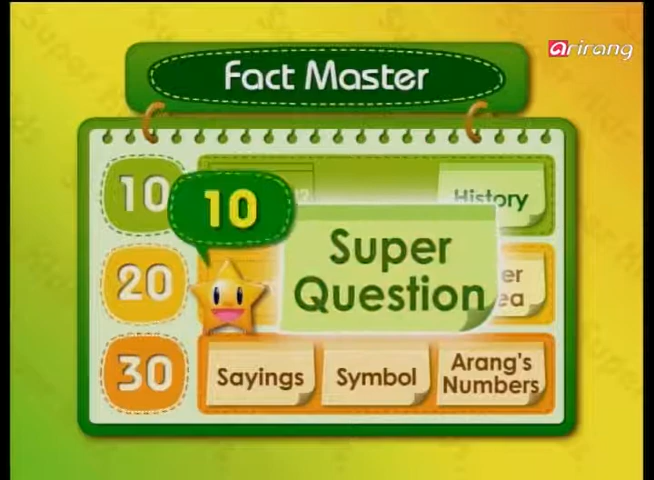 arirang
Fact Master
10
History
10
Super
Question
20
30
Sayings
Symbol
Arang's
Numbers